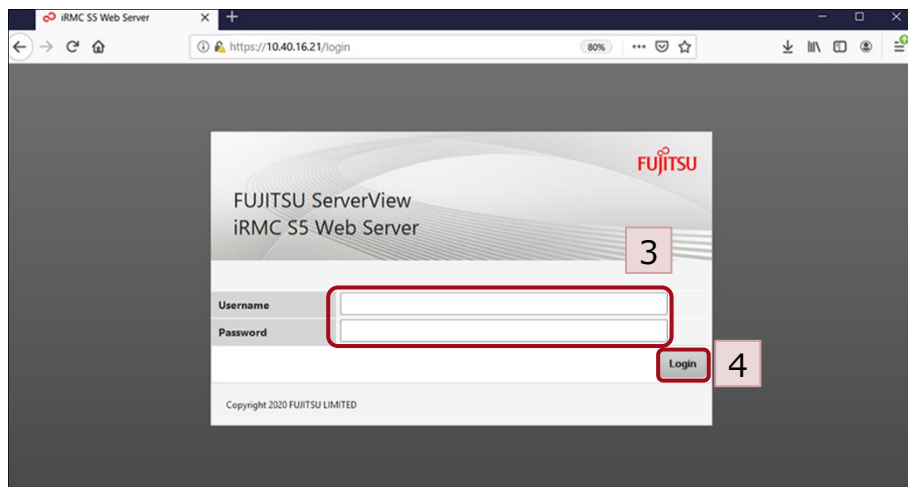 iRMC S5 Web Server
https://10.40.16.21/login
80%
FUJITSU
FUJITSU ServerView
iRMC S5 Web Server
3
Username
Password
Login
4
Copyright 2020 FUJITSU LIMITED